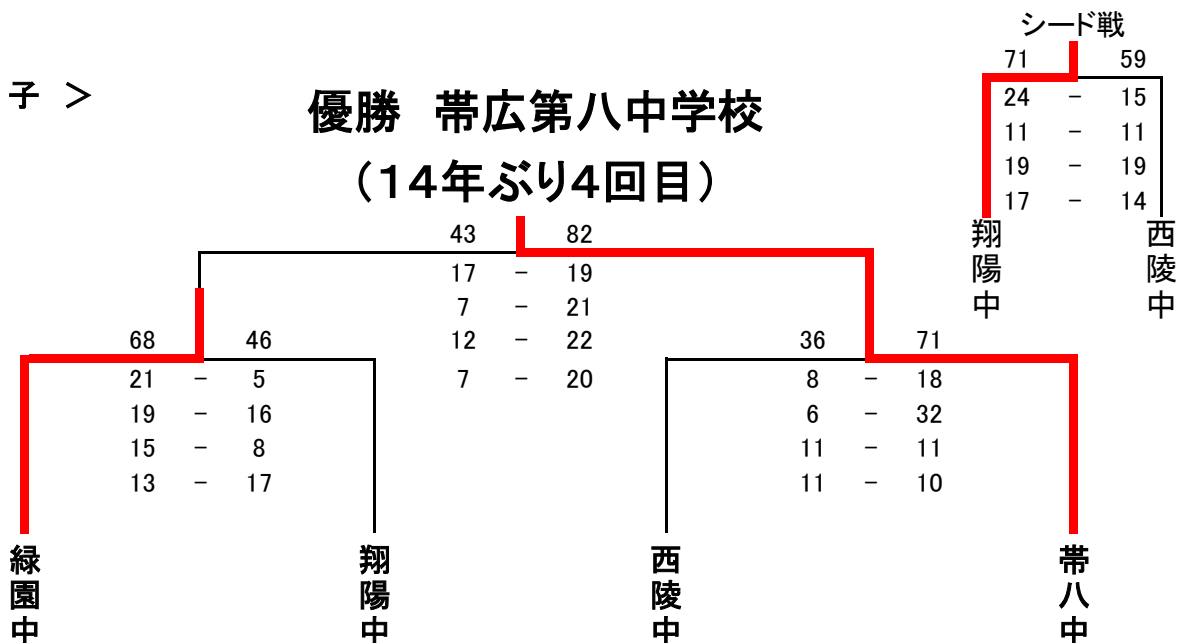 子 ＞
優勝 帯広第八中学校
（１４年ぶり４回目）
シード戦
71 59
24 － 15
11 － 11
19 － 19
17 － 14
翔陽中
西陵中
43 82
17 － 19
7 － 21
12 － 22
7 － 20
68 46
21 － 5
19 － 16
15 － 8
13 － 17
36 71
8 － 18
6 － 32
11 － 11
11 － 10
緑園中
翔陽中
西陵中
帯八中